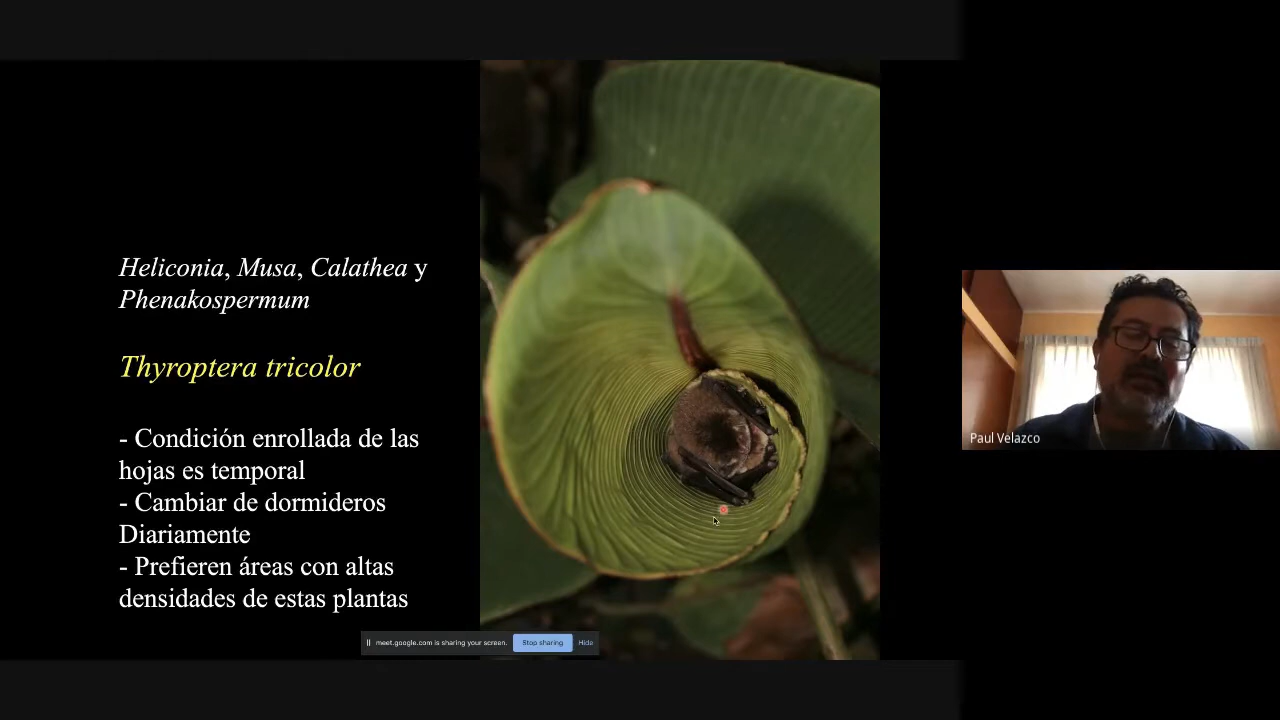 Heliconia, Musa, Calathea y
Phenakospermum
Thyroptera tricolor
- Condición enrollada de las
hojas es temporal
- Cambiar de dormideros
Diariamente
- Prefieren áreas con altas
densidades de estas plantas
meet.google.com is sharing your screen. Stop sharing Hide
Paul Velazco